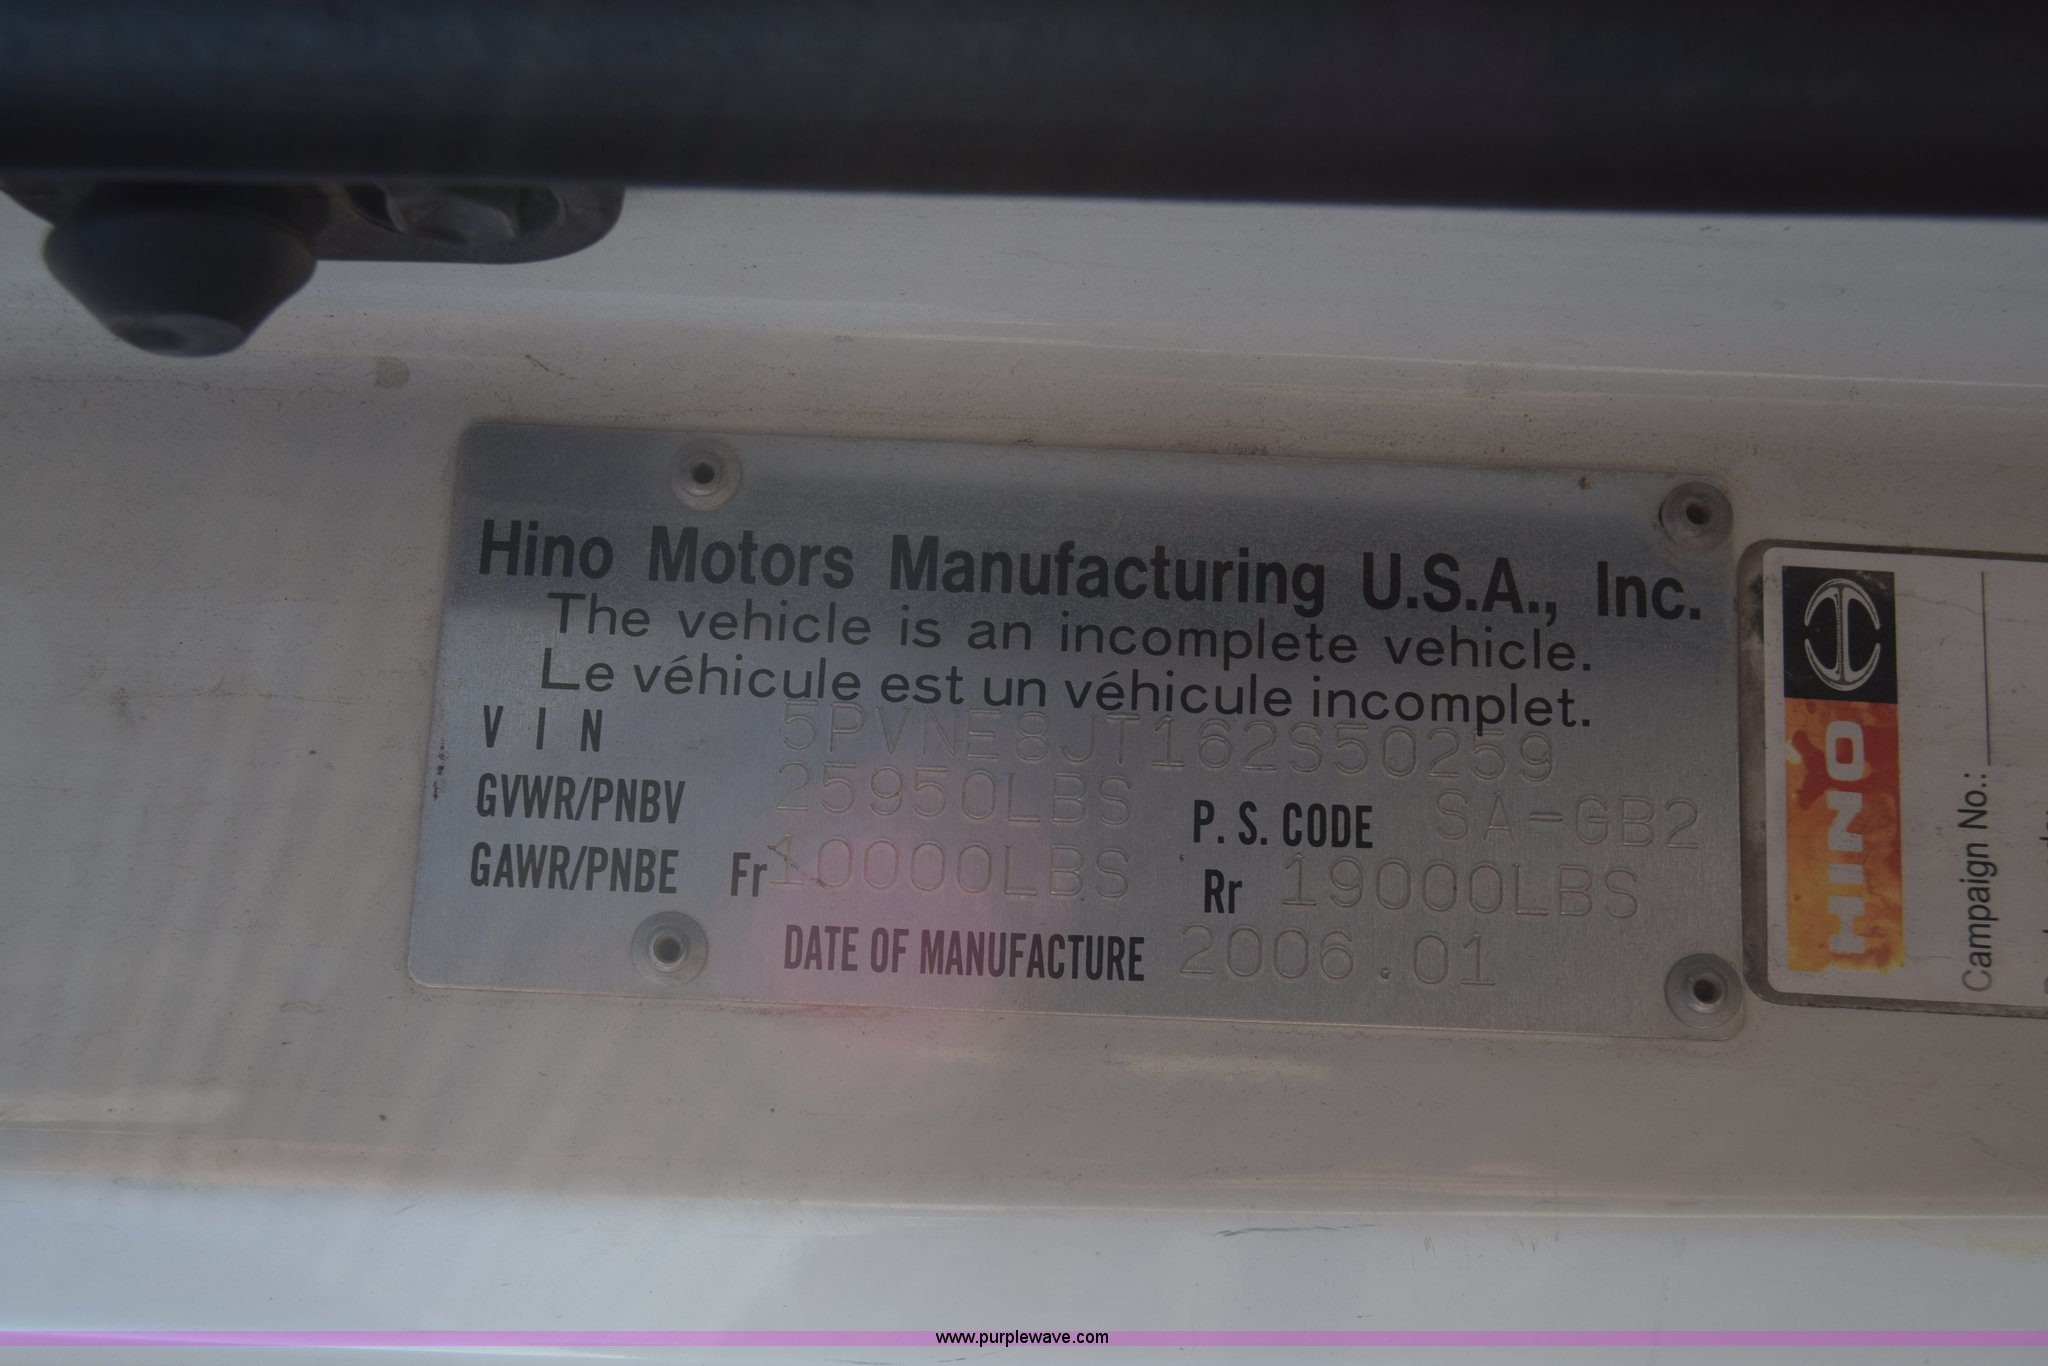 Hino Motors Manufacturing U.S.A., Inc.
The vehicle is an incomplete vehicle.
Le véhicule est un véhicule incomplet.
VIN 5PVNE8JT162S50259
GVWR/PNBV 25950LBS P. S. CODE SA-GB2
GAWR/PNBE Fr 10000LBS Rr 19000LBS
DATE OF MANUFACTURE 2006.01
HINO
Campaign No.:
www.purplewave.com